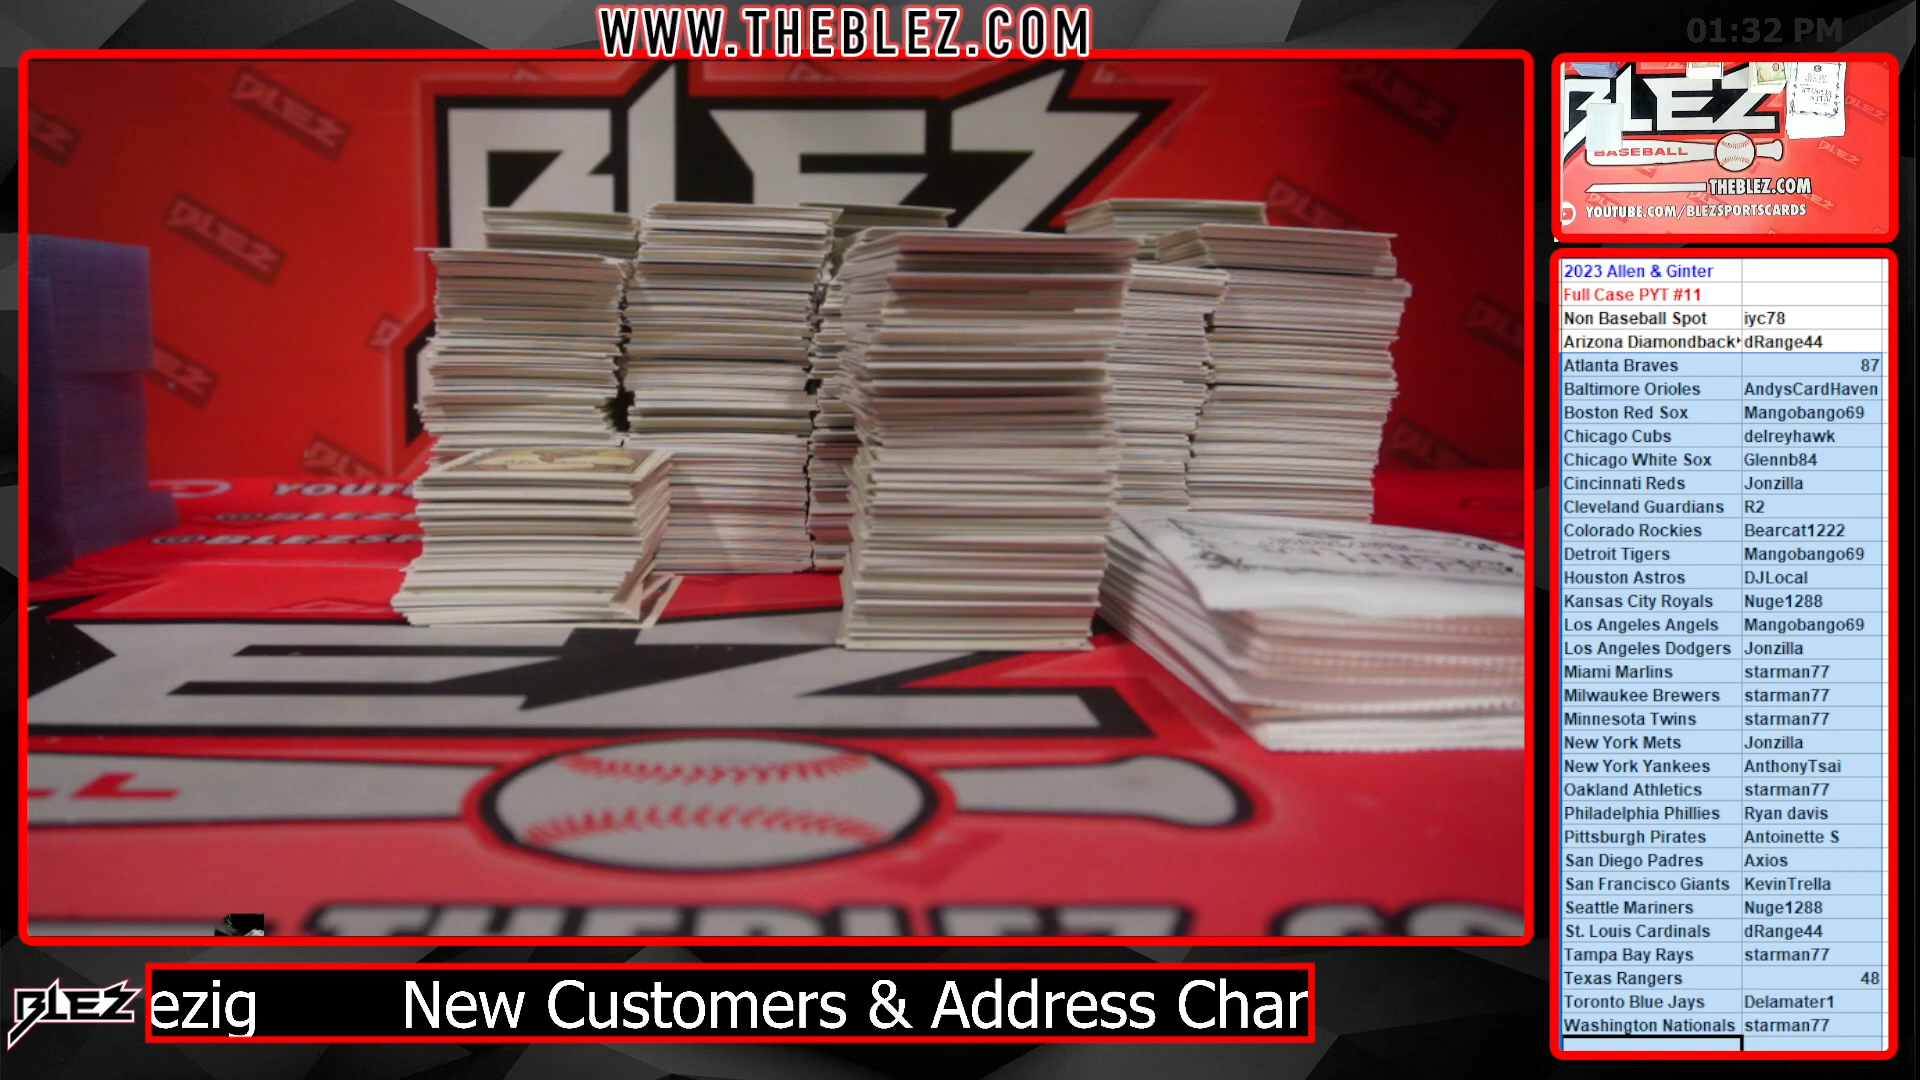 WWW.THEBLEZ.COM
01:32 PM
BLEZ
BLEZ
BLEZ
BLEZ
BLEZ
BASEBALL
THEBLEZ.COM
YOUTUBE.COM/BLEZSPORTSCARDS
2023 Allen & Ginter
Full Case PYT #11
Non Baseball Spot iyc78
Arizona Diamondback dRange44
Atlanta Braves 87
Baltimore Orioles AndysCardHaven
Boston Red Sox Mangobango69
Chicago Cubs delreyhawk
Chicago White Sox Glennb84
Cincinnati Reds Jonzilla
Cleveland Guardians R2
Colorado Rockies Bearcat1222
Detroit Tigers Mangobango69
Houston Astros DJLocal
Kansas City Royals Nuge1288
Los Angeles Angels Mangobango69
Los Angeles Dodgers Jonzilla
Miami Marlins starman77
Milwaukee Brewers starman77
Minnesota Twins starman77
New York Mets Jonzilla
New York Yankees AnthonyTsai
Oakland Athletics starman77
Philadelphia Phillies Ryan davis
Pittsburgh Pirates Antoinette S
San Diego Padres Axios
San Francisco Giants KevinTrella
Seattle Mariners Nuge1288
St. Louis Cardinals dRange44
Tampa Bay Rays starman77
Texas Rangers 48
Toronto Blue Jays Delamater1
Washington Nationals starman77
BLEZ
ezig New Customers & Address Char